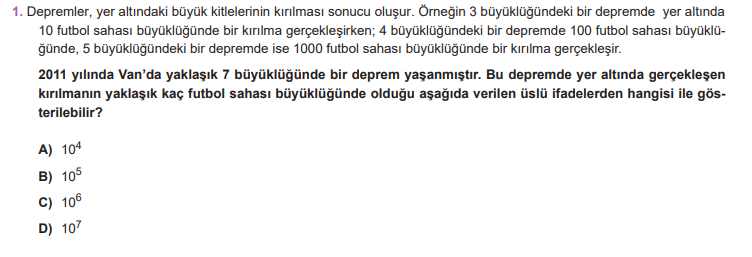 1. Depremler, yer altındaki büyük kitlelerinin kırılması sonucu oluşur. Örneğin 3 büyüklüğündeki bir depremde yer altında
10 futbol sahası büyüklüğünde bir kırılma gerçekleşirken; 4 büyüklüğündeki bir depremde 100 futbol sahası büyüklü-
ğünde, 5 büyüklüğündeki bir depremde ise 1000 futbol sahası büyüklüğünde bir kırılma gerçekleşir.
2011 yılında Van’da yaklaşık 7 büyüklüğünde bir deprem yaşanmıştır. Bu depremde yer altında gerçekleşen
kırılmanın yaklaşık kaç futbol sahası büyüklüğünde olduğu aşağıda verilen üslü ifadelerden hangisi ile gös-
terilebilir?
A) 10⁴
B) 10⁵
C) 10⁶
D) 10⁷